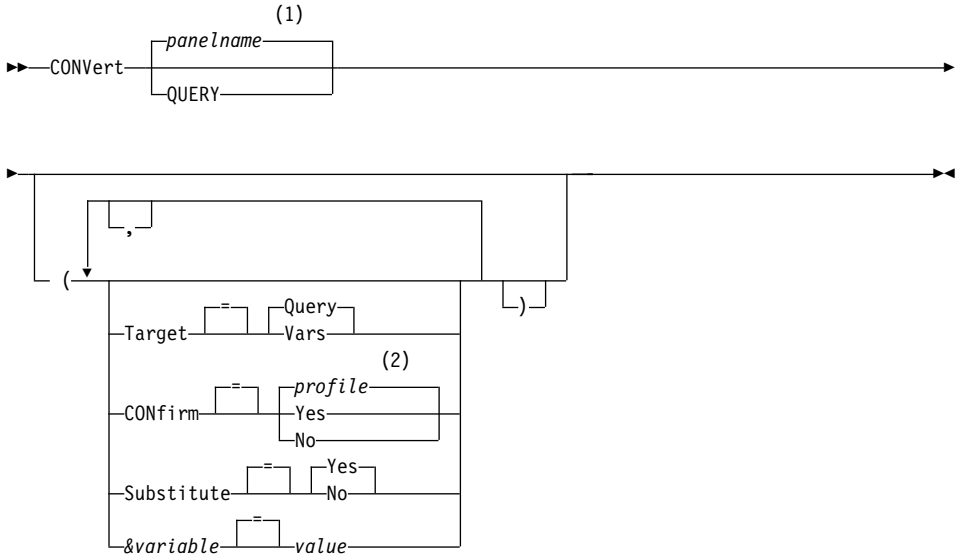 (1)
panelname
CONVert
QUERY
,
(
)
= Query
Target Vars
(2)
= profile
CONfirm Yes
No
= Yes
Substitute No
=
&variable value